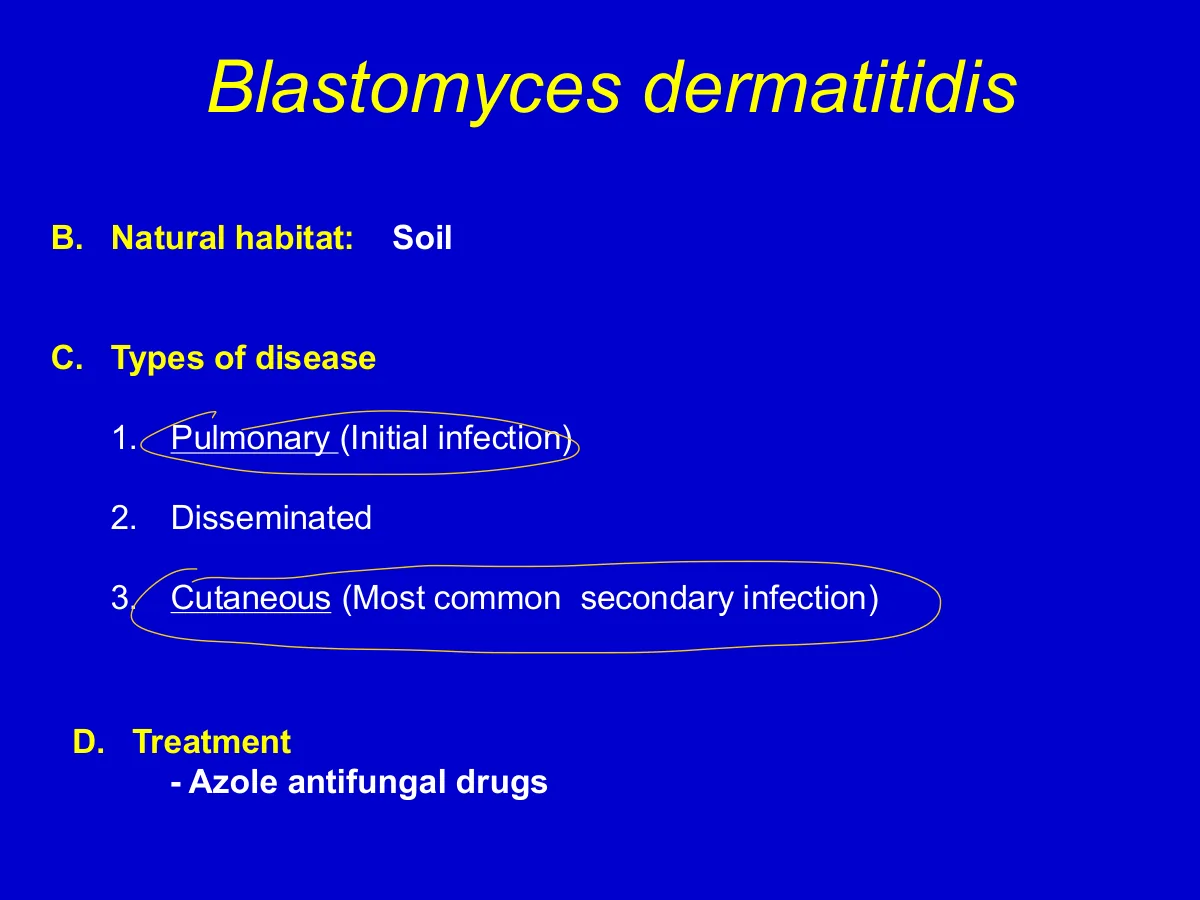 Blastomyces dermatitidis
B. Natural habitat: Soil
C. Types of disease
1. Pulmonary (Initial infection)
2. Disseminated
3. Cutaneous (Most common  secondary infection)
D. Treatment
- Azole antifungal drugs